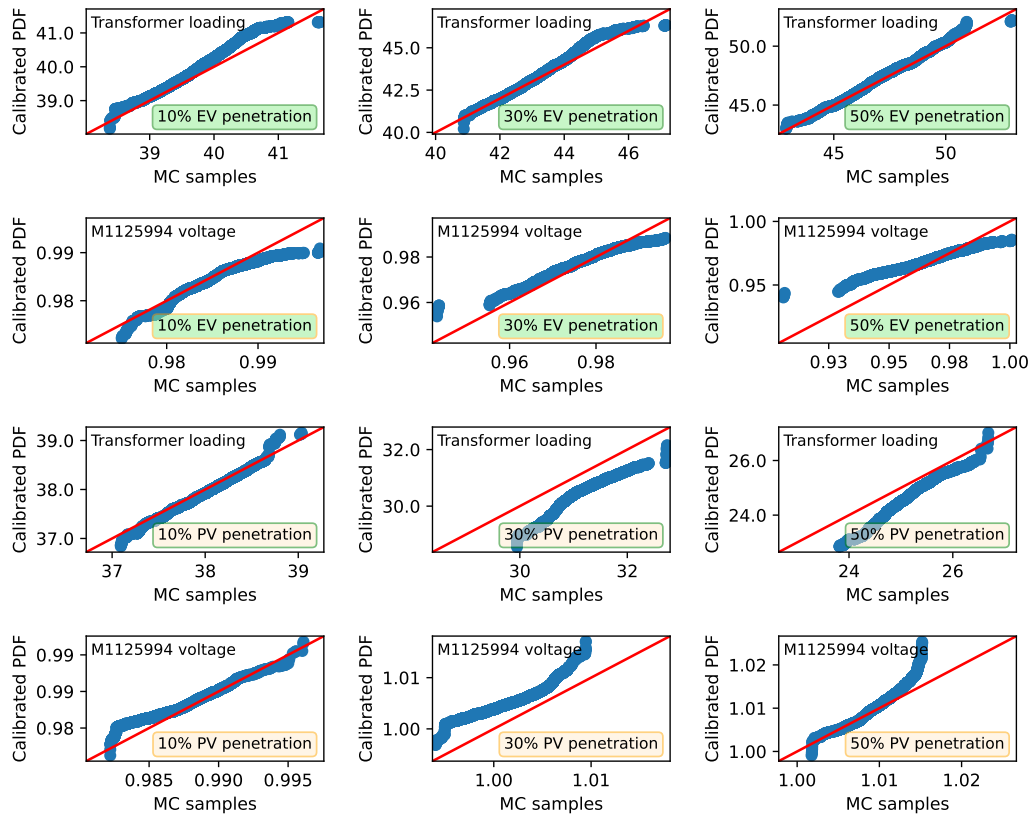 Calibrated PDF
41.0
40.0
39.0
Transformer loading
10% EV penetration
39
40
41
MC samples
Calibrated PDF
45.0
42.5
40.0
Transformer loading
30% EV penetration
40
42
44
46
MC samples
Calibrated PDF
50.0
45.0
Transformer loading
50% EV penetration
45
50
MC samples
Calibrated PDF
0.99
0.98
M1125994 voltage
10% EV penetration
0.98
0.99
MC samples
Calibrated PDF
0.98
0.96
M1125994 voltage
30% EV penetration
0.96
0.98
MC samples
Calibrated PDF
1.00
0.95
M1125994 voltage
50% EV penetration
0.93
0.95
0.98
1.00
MC samples
Calibrated PDF
39.0
38.0
37.0
Transformer loading
10% PV penetration
37
38
39
MC samples
Calibrated PDF
32.0
30.0
Transformer loading
30% PV penetration
30
32
MC samples
Calibrated PDF
26.0
24.0
Transformer loading
50% PV penetration
24
26
MC samples
Calibrated PDF
0.99
0.99
0.98
M1125994 voltage
10% PV penetration
0.985
0.990
0.995
MC samples
Calibrated PDF
1.01
1.00
M1125994 voltage
30% PV penetration
1.00
1.01
MC samples
Calibrated PDF
1.02
1.01
1.00
M1125994 voltage
50% PV penetration
1.00
1.01
1.02
MC samples